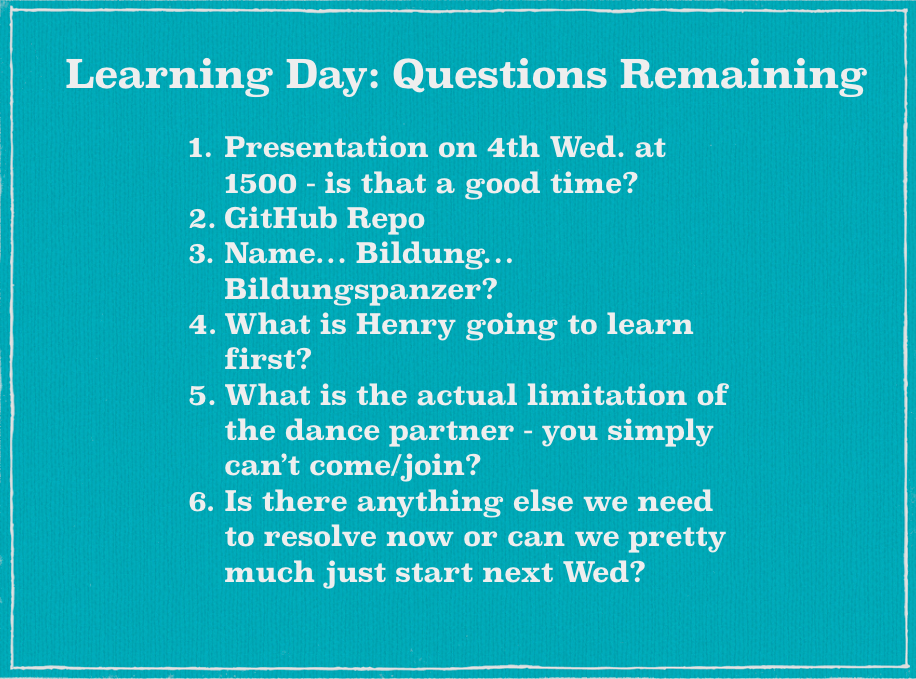 Learning Day: Questions Remaining
1. Presentation on 4th Wed. at
1500 - is that a good time?
2. GitHub Repo
3. Name… Bildung…
Bildungspanzer?
4. What is Henry going to learn
first?
5. What is the actual limitation of
the dance partner - you simply
can’t come/join?
6. Is there anything else we need
to resolve now or can we pretty
much just start next Wed?